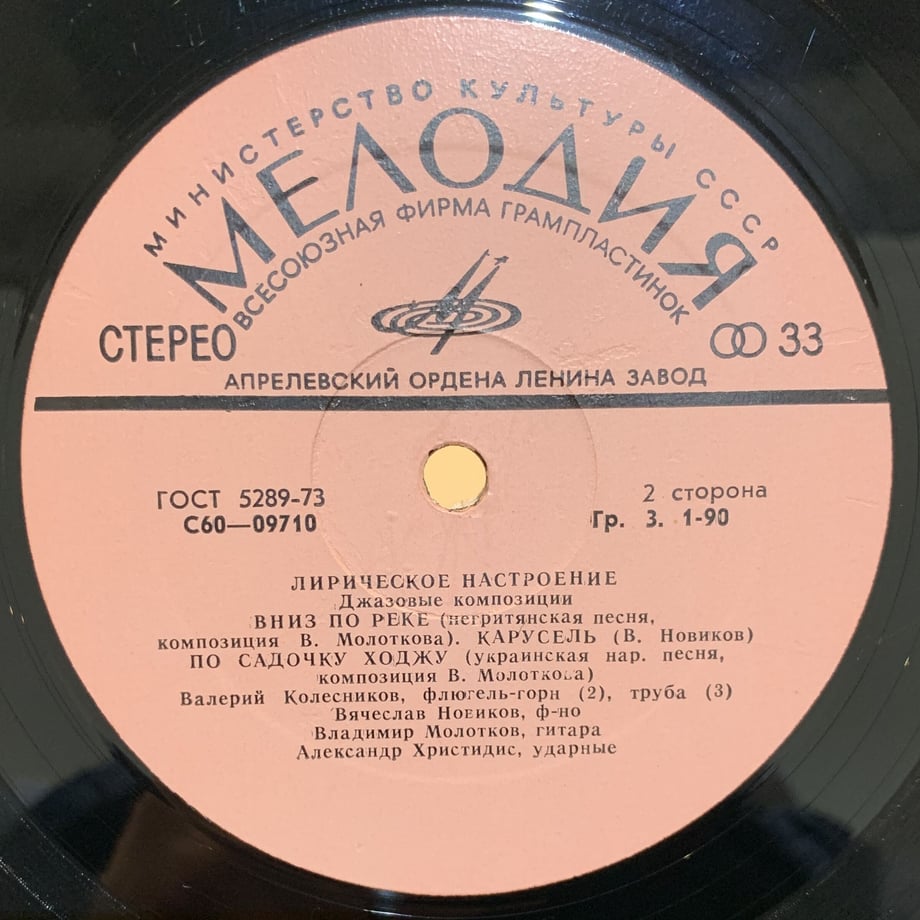 МИНИСТЕРСТВО КУЛЬТУРЫ СССР
МЕЛОДИЯ
ВСЕСОЮЗНАЯ ФИРМА ГРАМПЛАСТИНОК
СТЕРЕО 33
АПРЕЛЕВСКИЙ ОРДЕНА ЛЕНИНА ЗАВОД
ГОСТ 5289-73 2 сторона
С60—09710 Гр. 3. 1-90
ЛИРИЧЕСКОЕ НАСТРОЕНИЕ
Джазовые композиции
ВНИЗ ПО РЕКЕ (негритянская песня,
композиция В. Молоткова). КАРУСЕЛЬ (В. Новиков)
ПО САДОЧКУ ХОДЖУ (украинская нар. песня,
композиция В. Молоткова)
Валерий Колесников, флюгель-горн (2), труба (3)
Вячеслав Новиков, ф-но
Владимир Молотков, гитара
Александр Христидис, ударные